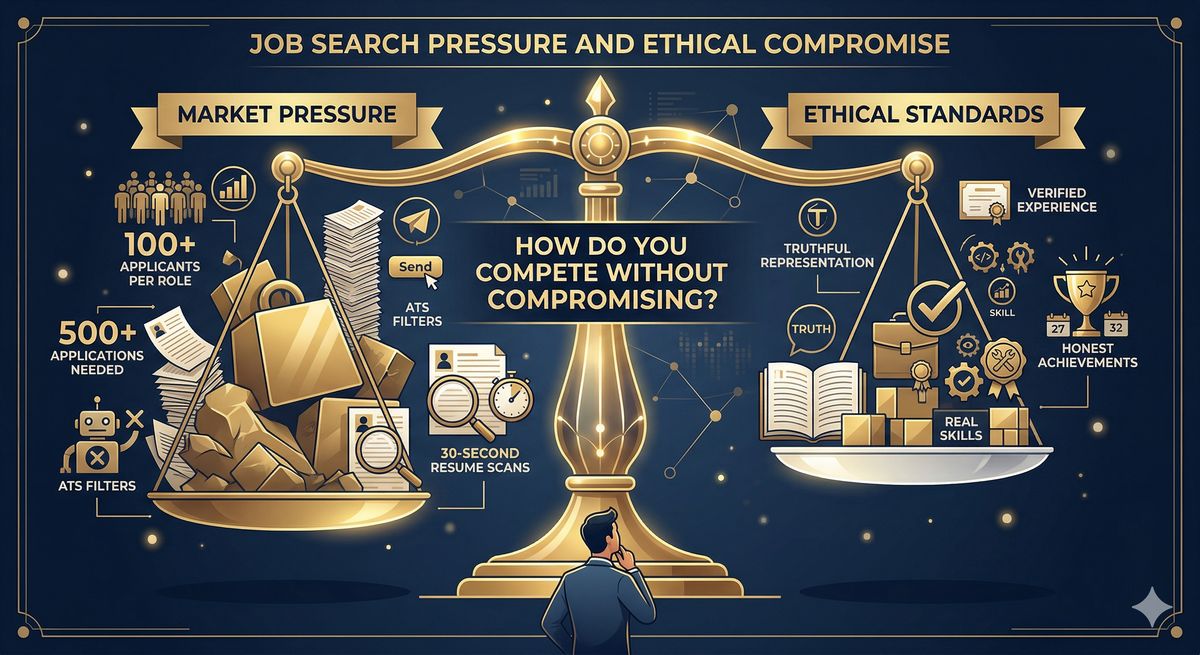 JOB SEARCH PRESSURE AND ETHICAL COMPROMISE
MARKET PRESSURE
ETHICAL STANDARDS
100+
APPLICANTS
PER ROLE
500+
APPLICATIONS
NEEDED
ATS FILTERS
Send
ATS
FILTERS
30-SECOND
RESUME SCANS
HOW DO YOU
COMPETE WITHOUT
COMPROMISING?
T
TRUTHFUL
REPRESENTATION
TRUTH
VERIFIED
EXPERIENCE
</>
SKILL
27
32
HONEST
ACHIEVEMENTS
REAL
SKILLS